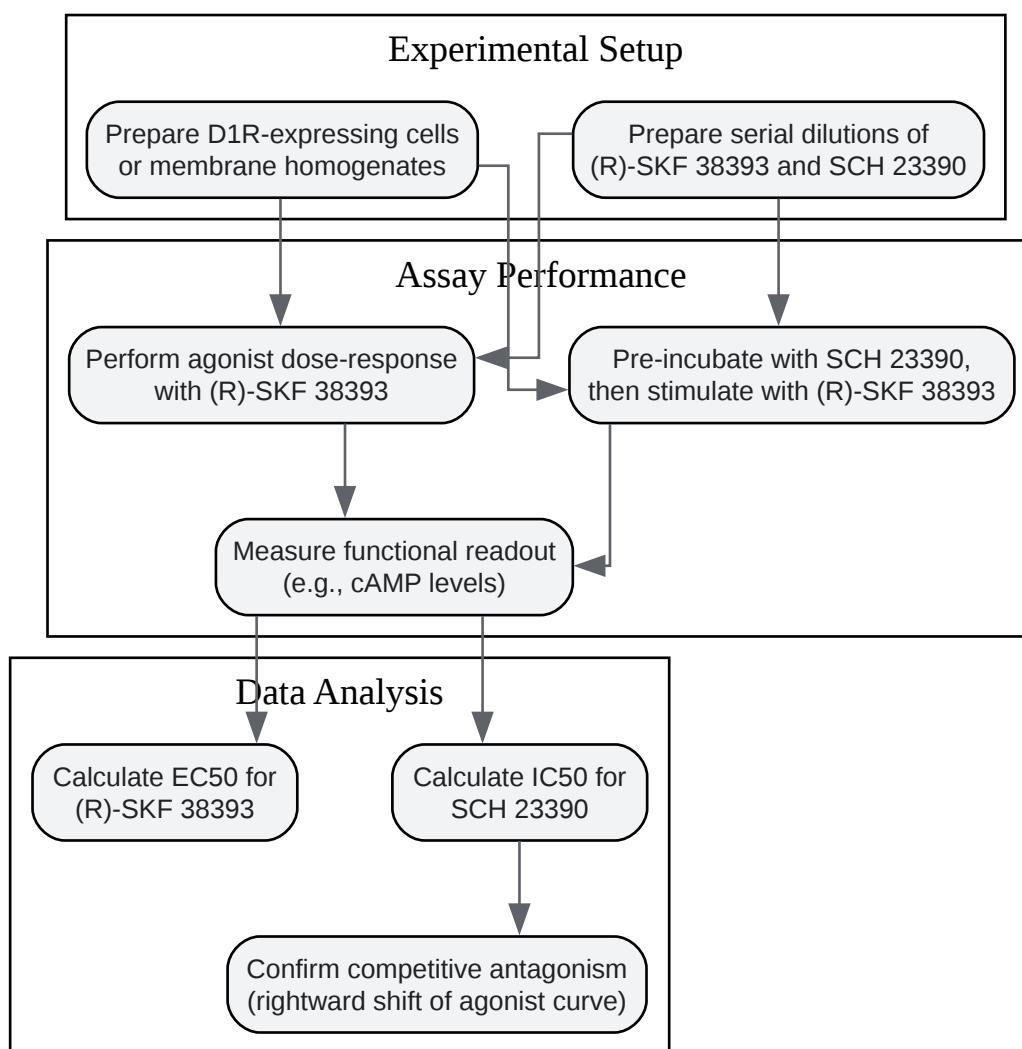 Experimental Setup
Prepare D1R-expressing cells
or membrane homogenates
Prepare serial dilutions of
(R)-SKF 38393 and SCH 23390
Assay Performance
Perform agonist dose-response
with (R)-SKF 38393
Pre-incubate with SCH 23390,
then stimulate with (R)-SKF 38393
Measure functional readout
(e.g., cAMP levels)
Data Analysis
Calculate EC50 for
(R)-SKF 38393
Calculate IC50 for
SCH 23390
Confirm competitive antagonism
(rightward shift of agonist curve)